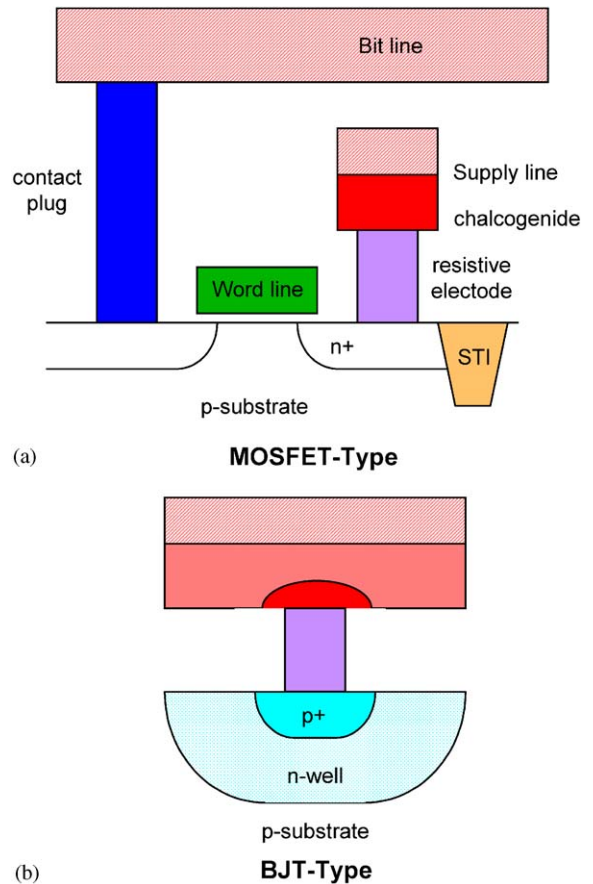 Bit line
contact
plug
Supply line
chalcogenide
resistive
electode
Word line
n+
STI
p-substrate
(a)
MOSFET-Type
p+
n-well
p-substrate
(b)
BJT-Type